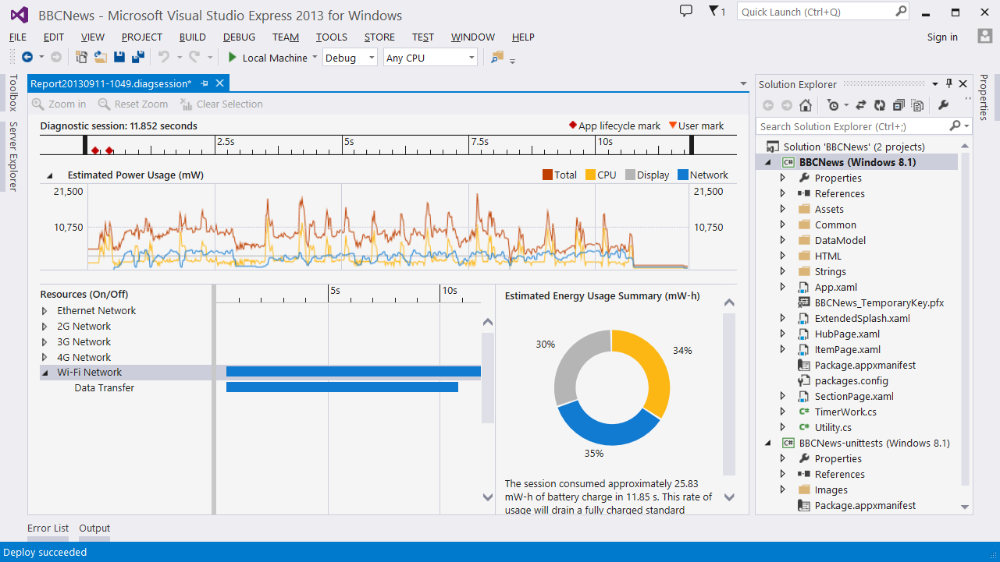 BBCNews - Microsoft Visual Studio Express 2013 for Windows
1
Quick Launch (Ctrl+Q)
FILE EDIT VIEW PROJECT BUILD DEBUG TEAM TOOLS STORE TEST WINDOW HELP
Sign in
Local Machine Debug Any CPU
Toolbox
Server Explorer
Report20130911-1049.diagsession*
Zoom in Reset Zoom Clear Selection
Diagnostic session: 11.852 seconds
App lifecycle mark User mark
2.5s 5s 7.5s 10s
Estimated Power Usage (mW)
Total CPU Display Network
21,500 21,500
10,750 10,750
Resources (On/Off)
5s 10s
Ethernet Network
2G Network
3G Network
4G Network
Wi-Fi Network
Data Transfer
Estimated Energy Usage Summary (mW-h)
30%
34%
35%
The session consumed approximately 25.83
mW-h of battery charge in 11.85 s. This rate of
usage will drain a fully charged standard
Solution Explorer
Search Solution Explorer (Ctrl+;)
Solution 'BBCNews' (2 projects)
C# BBCNews (Windows 8.1)
Properties
References
Assets
Common
DataModel
HTML
Strings
App.xaml
BBCNews_TemporaryKey.pfx
ExtendedSplash.xaml
HubPage.xaml
ItemPage.xaml
Package.appxmanifest
packages.config
SectionPage.xaml
C# TimerWork.cs
C# Utility.cs
C# BBCNews-unittests (Windows 8.1)
Properties
References
Images
Package.appxmanifest
Properties
Error List Output
Deploy succeeded